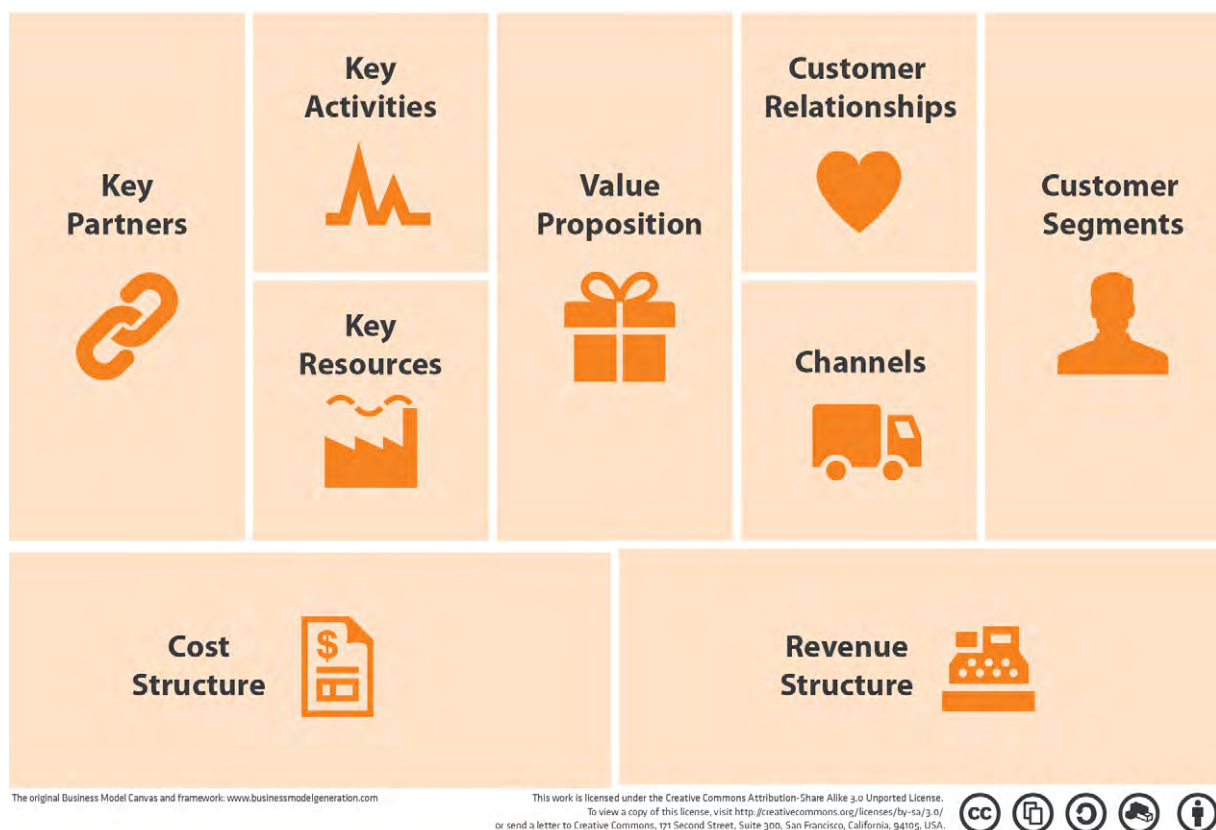 Key
Partners
Key
Activities
Key
Resources
Value
Proposition
Customer
Relationships
Channels
Customer
Segments
Cost
Structure
$
Revenue
Structure
The original Business Model Canvas and framework: www.businessmodelgeneration.com
This work is licensed under the Creative Commons Attribution-Share Alike 3.0 Unported License.
To view a copy of this license, visit http://creativecommons.org/licenses/by-sa/3.0/
or send a letter to Creative Commons, 171 Second Street, Suite 300, San Francisco, California, 94105, USA.
cc